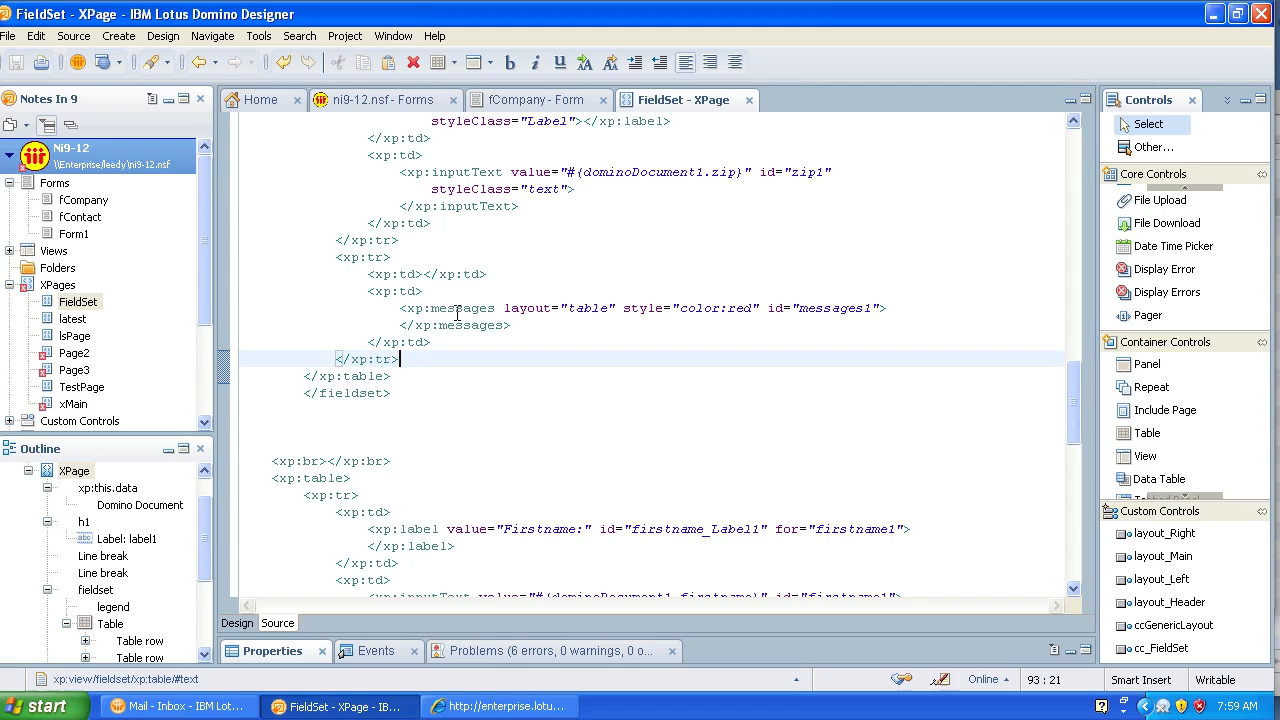 FieldSet - XPage - IBM Lotus Domino Designer
File Edit Source Create Design Navigate Tools Search Project Window Help
Notes In 9
Ni9-12
\\Enterprise/leedy\ni9-12.nsf
Forms
fCompany
fContact
Form1
Views
Folders
XPages
FieldSet
latest
lsPage
Page2
Page3
TestPage
xMain
Custom Controls
Outline
XPage
xp:this.data
Domino Document
h1
Label: label1
Line break
Line break
fieldset
legend
Table
Table row
Table row
Home
ni9-12.nsf - Forms
fCompany - Form
FieldSet - XPage
styleClass="Label"></xp:label>
</xp:td>
<xp:td>
<xp:inputText value="#{dominoDocument1.zip}" id="zip1"
styleClass="text">
</xp:inputText>
</xp:td>
</xp:tr>
<xp:tr>
<xp:td></xp:td>
<xp:td>
<xp:messages layout="table" style="color:red" id="messages1">
</xp:messages>
</xp:td>
</xp:tr>
</xp:table>
</fieldset>
<xp:br></xp:br>
<xp:table>
<xp:tr>
<xp:td>
<xp:label value="Firstname:" id="firstname_Label1" for="firstname1">
</xp:label>
</xp:td>
<xp:td>
<xp:inputText value="#{dominoDocument1.firstname}" id="firstname1">
Design Source
Properties
Events
Problems (6 errors, 0 warnings, 0 o...
Controls
Select
Other...
Core Controls
File Upload
File Download
Date Time Picker
Display Error
Display Errors
Pager
Container Controls
Panel
Repeat
Include Page
Table
View
Data Table
Custom Controls
layout_Right
layout_Main
layout_Left
layout_Header
ccGenericLayout
cc_FieldSet
xp:view/fieldset/xp:table/#text
Online
93 : 21
Smart Insert
Writable
start
Mail - Inbox - IBM Lot...
FieldSet - XPage - IB...
http://enterprise.lotu...
7:59 AM